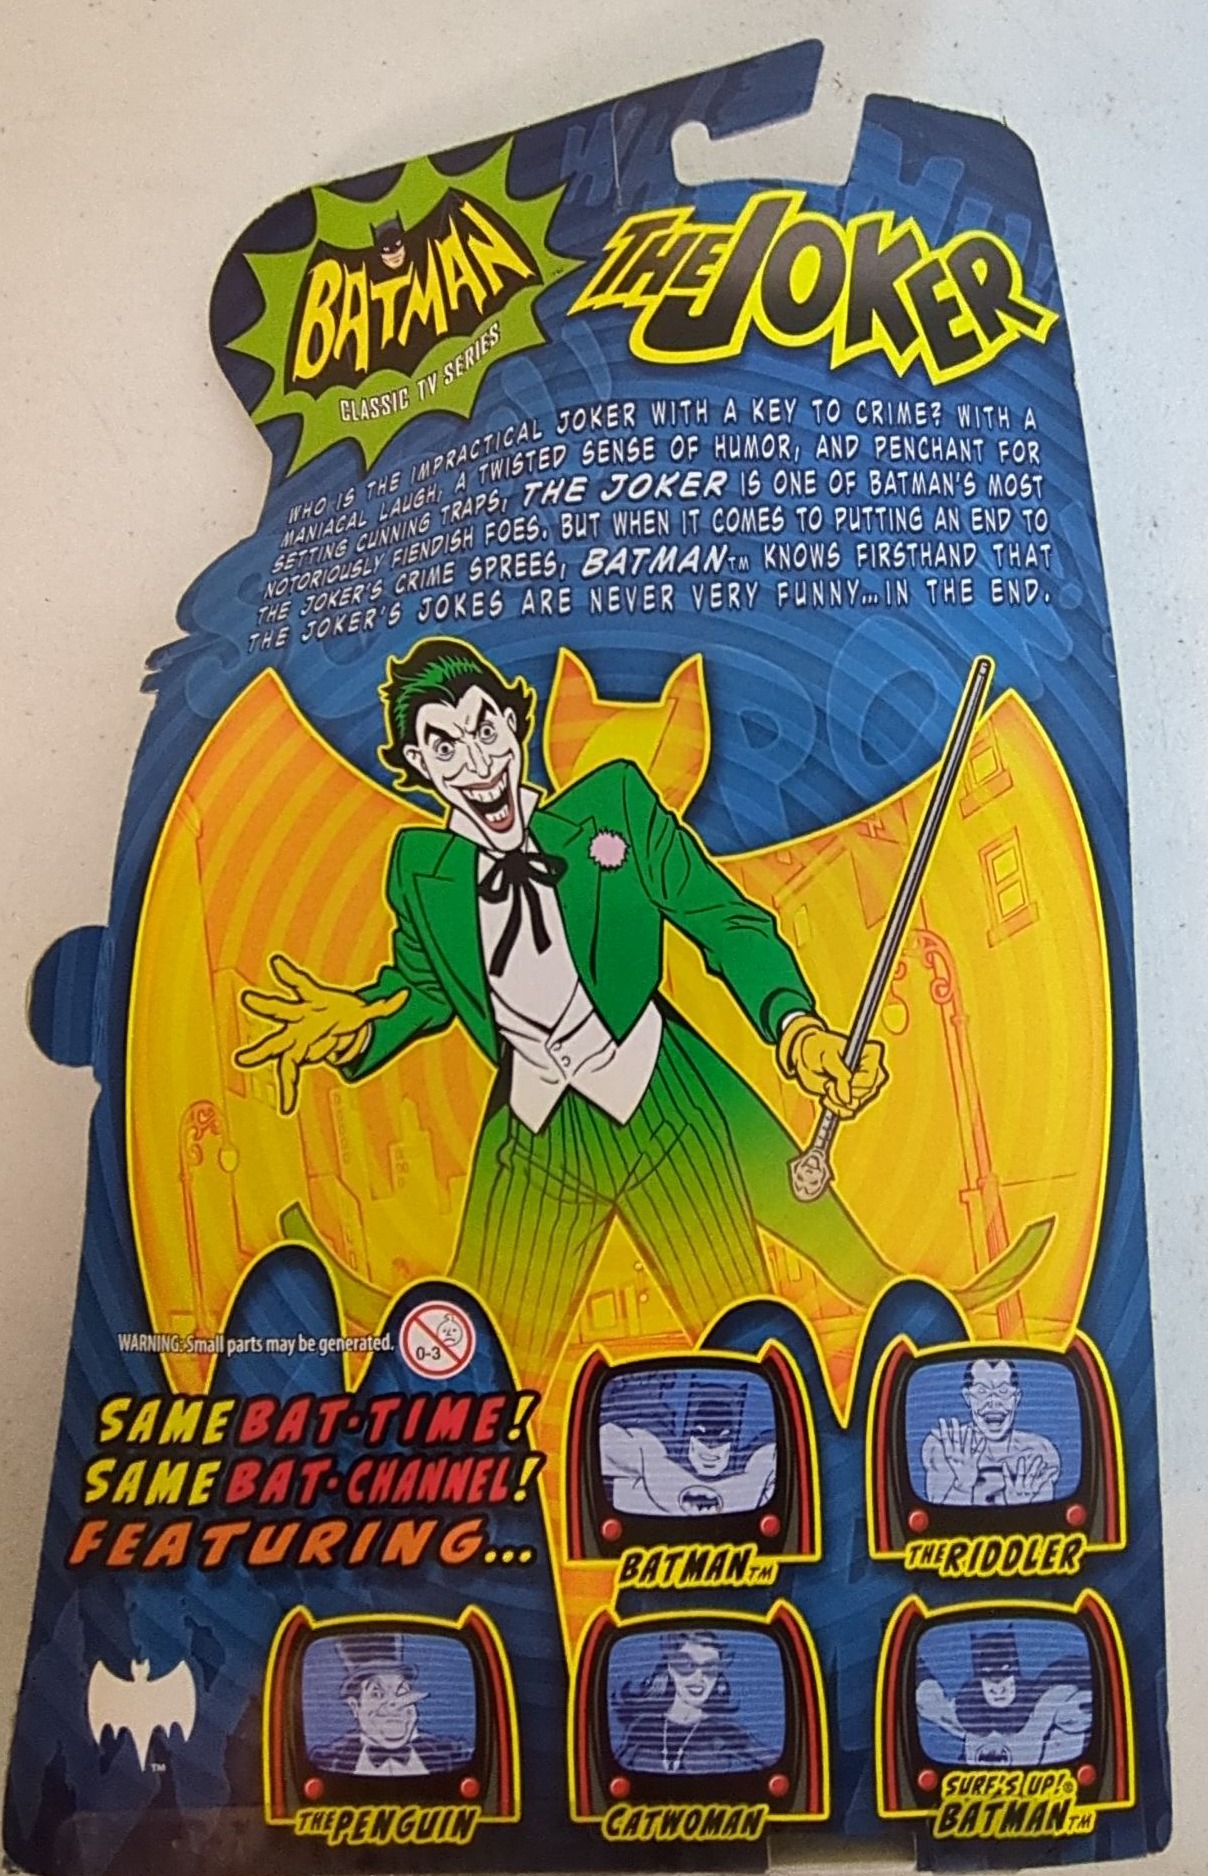 BATMAN™
CLASSIC TV SERIES
THE JOKER
WHO IS THE IMPRACTICAL JOKER WITH A KEY TO CRIME? WITH A
MANIACAL LAUGH, A TWISTED SENSE OF HUMOR, AND PENCHANT FOR
SETTING CUNNING TRAPS, THE JOKER IS ONE OF BATMAN'S MOST
NOTORIOUSLY FIENDISH FOES. BUT WHEN IT COMES TO PUTTING AN END TO
THE JOKER'S CRIME SPREES, BATMAN™ KNOWS FIRSTHAND THAT
THE JOKER'S JOKES ARE NEVER VERY FUNNY...IN THE END.
WARNING: Small parts may be generated.
0-3
SAME BAT-TIME!
SAME BAT-CHANNEL!
FEATURING...
BATMAN™
THE RIDDLER
THE PENGUIN
CATWOMAN
SURF'S UP!®
BATMAN™
TM